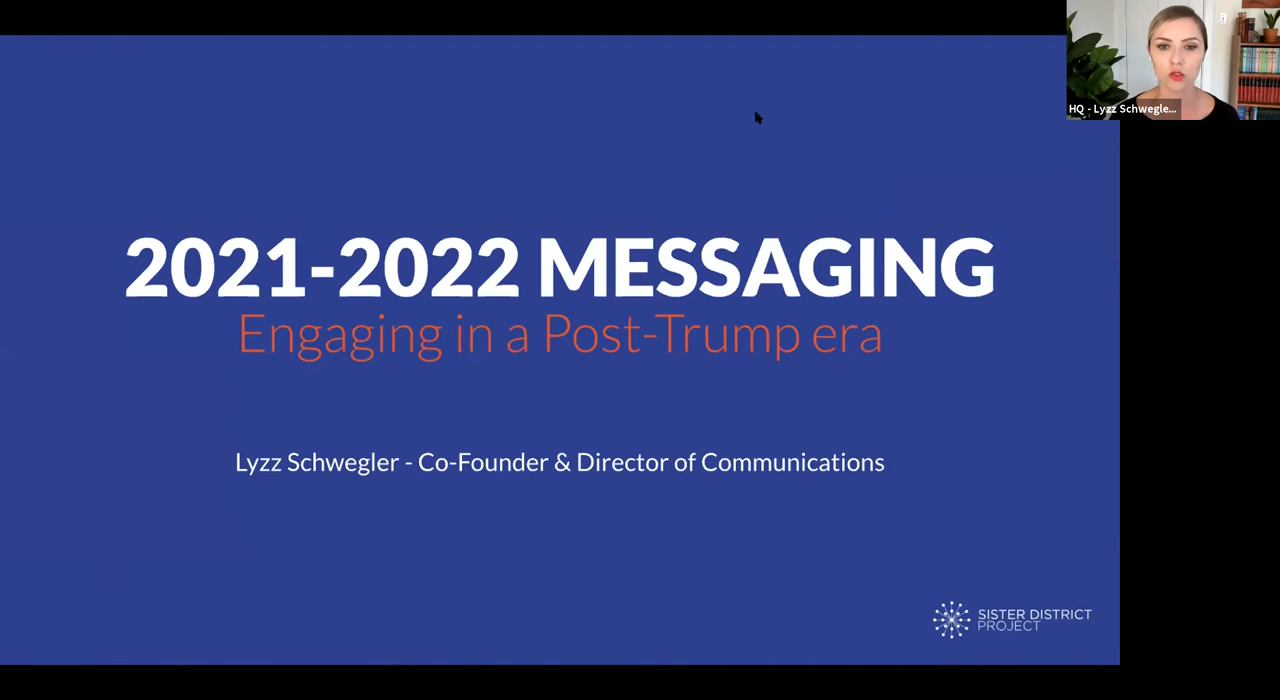 HQ - Lyzz Schwegle...
2021-2022 MESSAGING
Engaging in a Post-Trump era
Lyzz Schwegler - Co-Founder & Director of Communications
SISTER DISTRICT
PROJECT